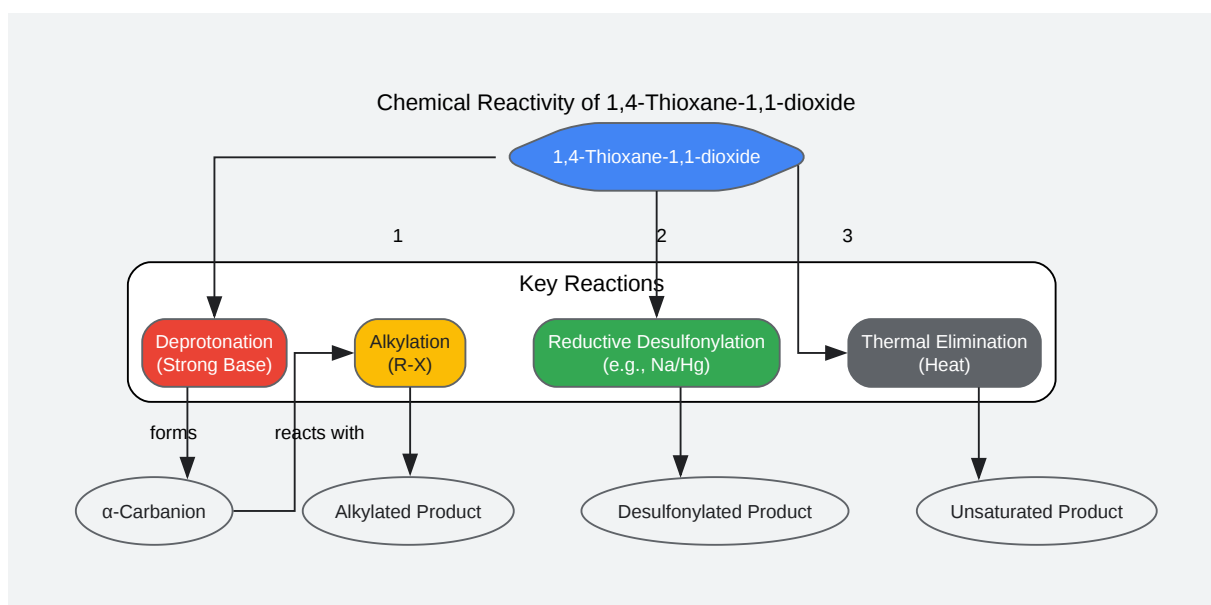 Chemical Reactivity of 1,4-Thioxane-1,1-dioxide
1,4-Thioxane-1,1-dioxide
1
2
3
Key Reactions
Deprotonation
(Strong Base)
Alkylation
(R-X)
Reductive Desulfonylation
(e.g., Na/Hg)
Thermal Elimination
(Heat)
forms
reacts with
α-Carbanion
Alkylated Product
Desulfonylated Product
Unsaturated Product